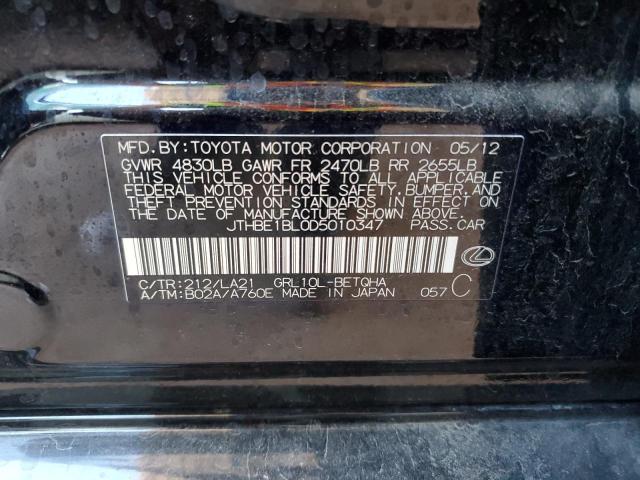 MFD.BY:TOYOTA MOTOR CORPORATION 05/12
GVWR 4830LB GAWR FR 2470LB RR 2655LB
THIS VEHICLE CONFORMS TO ALL APPLICABLE
FEDERAL MOTOR VEHICLE SAFETY,BUMPER,AND
THEFT PREVENTION STANDARDS IN EFFECT ON
THE DATE OF MANUFACTURE SHOWN ABOVE.
JTHBE1BL0D5010347 PASS.CAR
C/TR:212/LA21 GRL10L-BETQHA
A/TM:B02A/A760E MADE IN JAPAN 057 C